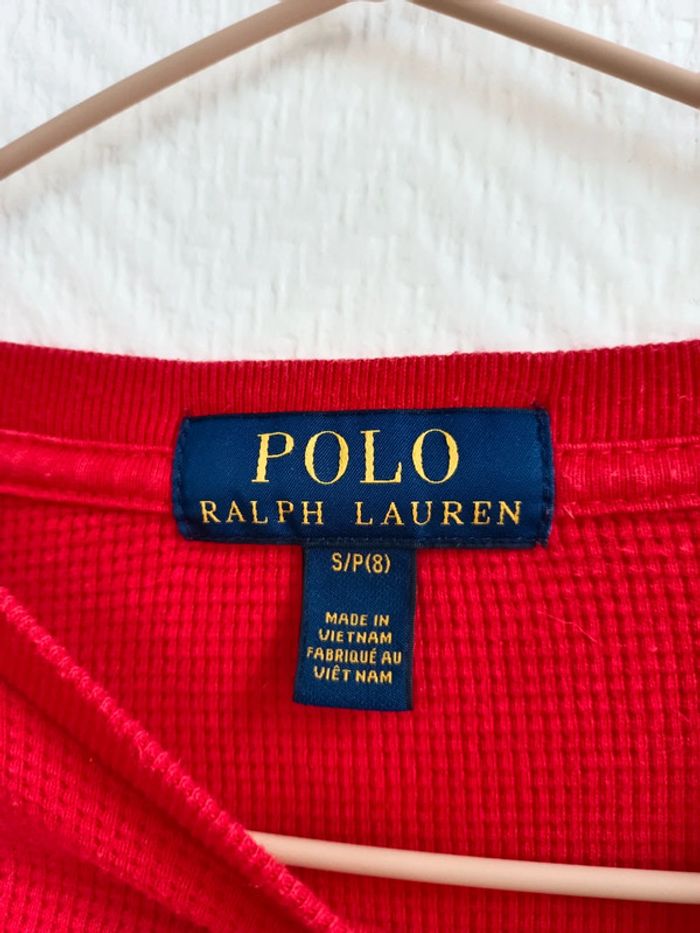 POLO
RALPH LAUREN
S/P(8)
MADE IN
VIETNAM
FABRIQUÉ AU
VIÊT NAM